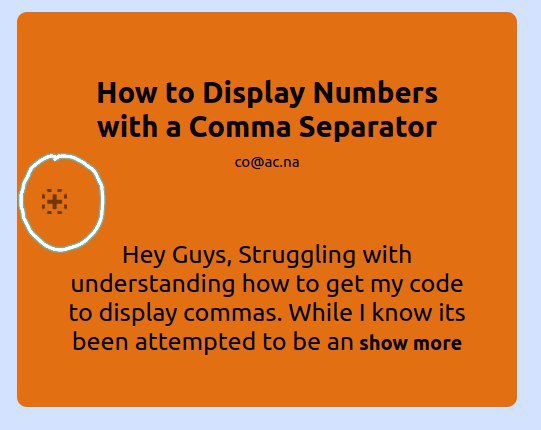 How to Display Numbers
with a Comma Separator
co@ac.na
Hey Guys, Struggling with
understanding how to get my code
to display commas. While I know its
been attempted to be an show more